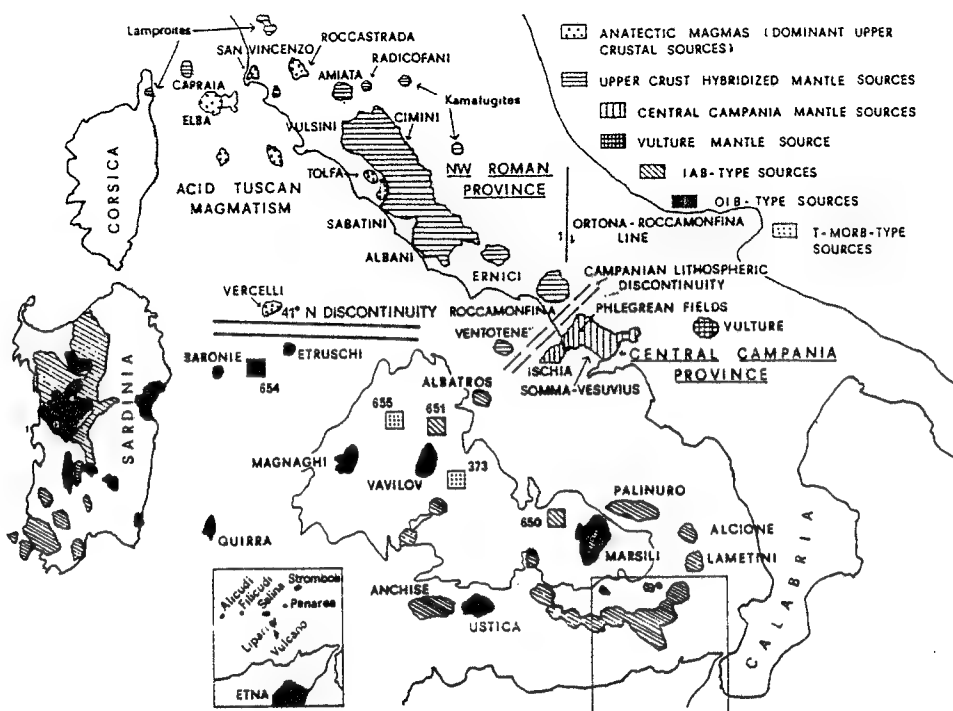 Lamproites
SAN VINCENZO
ROCCASTRADA
RADICOFANI
AMIATA
CAPRAIA
ELBA
Kamafugites
VULSINI
CIMINI
CORSICA
TOLFA
NW ROMAN
PROVINCE
ACID TUSCAN
MAGMATISM
SABATINI
ALBANI
ERNICI
ANATECTIC MAGMAS (DOMINANT UPPER
CRUSTAL SOURCES)
UPPER CRUST HYBRIDIZED MANTLE SOURCES
CENTRAL CAMPANIA MANTLE SOURCES
VULTURE MANTLE SOURCE
IAB-TYPE SOURCES
OIB-TYPE SOURCES
T-MORB-TYPE
SOURCES
ORTONA-ROCCAMONFINA
LINE
CAMPANIAN LITHOSPHERIC
DISCONTINUITY
VERCELLI
41° N DISCONTINUITY
ROCCAMONFINA
PHLEGREAN FIELDS
VENTOTENE
VULTURE
ISCHIA
SOMMA-VESUVIUS
CENTRAL CAMPANIA
PROVINCE
BARONIE
ETRUSCHI
654
ALBATROS
655
651
SARDINIA
MAGNAGHI
VAVILOV
373
PALINURO
650
ALCIONE
QUIRRA
MARSILI
LAMETINI
ANCHISE
USTICA
CALABRIA
Alicudi
Filicudi
Salina
Stromboli
Panarea
Lipari
Vulcano
ETNA